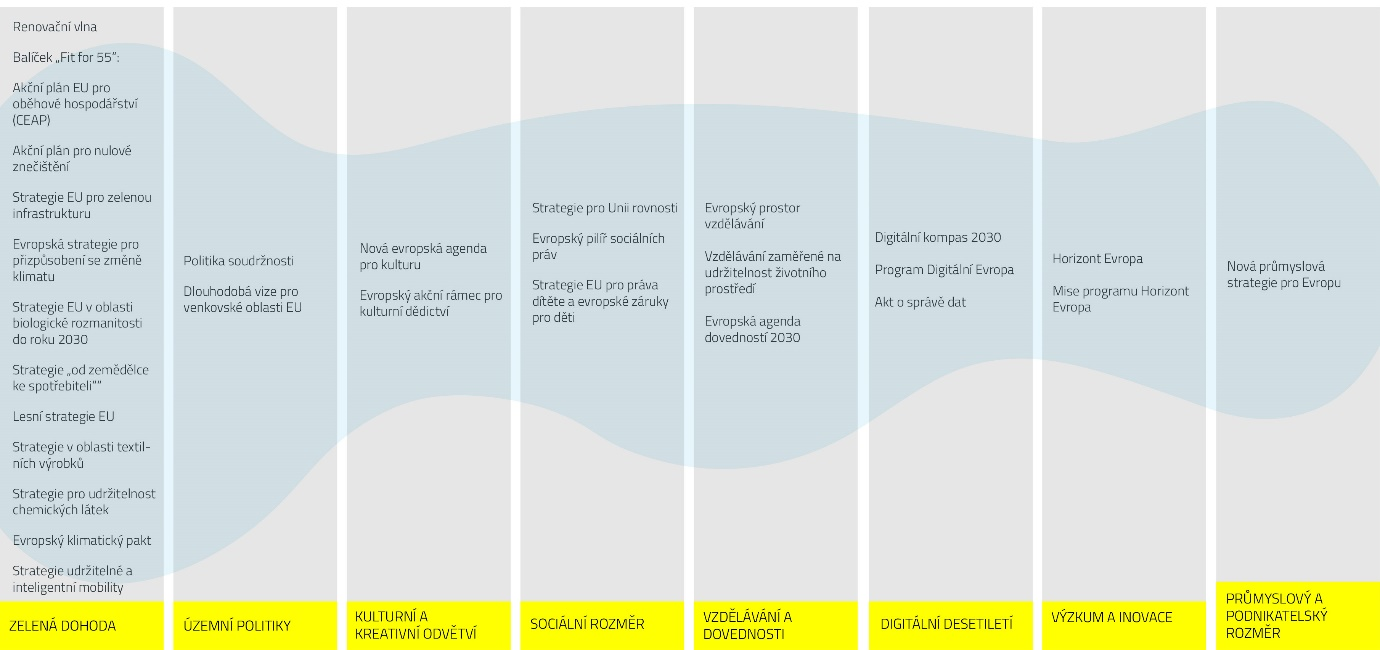 Renovační vlna
Balíček „Fit for 55”:
Akční plán EU pro
oběhové hospodářství
(CEAP)
Akční plán pro nulové
znečištění
Strategie EU pro zelenou
infrastrukturu
Evropská strategie pro
přizpůsobení se změně
klimatu
Strategie EU v oblasti
biologické rozmanitosti
do roku 2030
Strategie „od zemědělce
ke spotřebiteli””
Lesní strategie EU
Strategie v oblasti textil-
ních výrobků
Strategie pro udržitelnost
chemických látek
Evropský klimatický pakt
Strategie udržitelné a
inteligentní mobility
ZELENÁ DOHODA
Politika soudržnosti
Dlouhodobá vize pro
venkovské oblasti EU
ÚZEMNÍ POLITIKY
Nová evropská agenda
pro kulturu
Evropský akční rámec pro
kulturní dědictví
KULTURNÍ A
KREATIVNÍ ODVĚTVÍ
Strategie pro Unii rovnosti
Evropský pilíř sociálních
práv
Strategie EU pro práva
dítěte a evropské záruky
pro děti
SOCIÁLNÍ ROZMĚR
Evropský prostor
vzdělávání
Vzdělávání zaměřené na
udržitelnost životního
prostředí
Evropská agenda
dovedností 2030
VZDĚLÁVÁNÍ A
DOVEDNOSTI
Digitální kompas 2030
Program Digitální Evropa
Akt o správě dat
DIGITÁLNÍ DESETILETÍ
Horizont Evropa
Mise programu Horizont
Evropa
VÝZKUM A INOVACE
Nová průmyslová
strategie pro Evropu
PRŮMYSLOVÝ A
PODNIKATELSKÝ
ROZMĚR